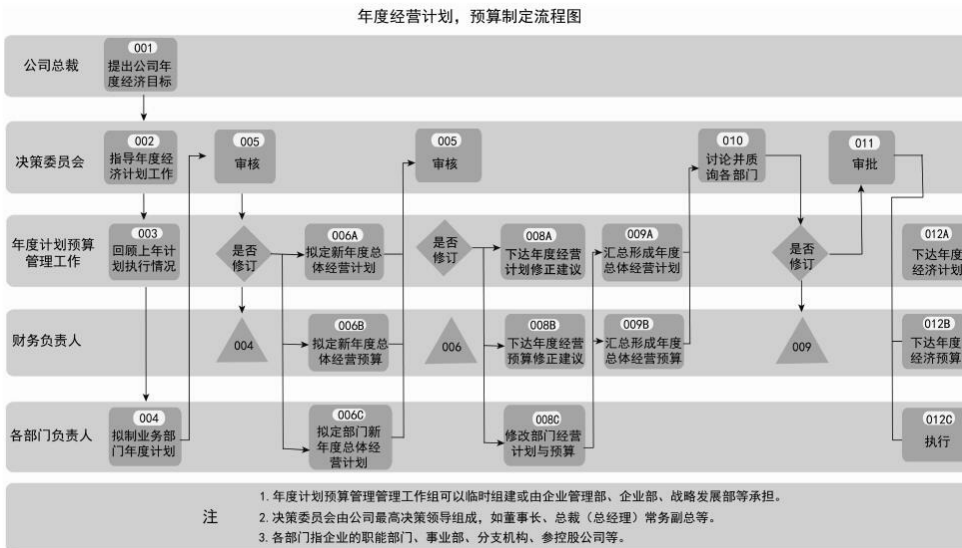 年度经营计划，预算制定流程图
公司总裁
001
提出公司年
度经济目标
决策委员会
002
指导年度经
济计划工作
005
审核
005
审核
010
讨论并质
询各部门
011
审批
年度计划预算
管理工作
003
回顾上年计
划执行情况
是否
修订
006A
拟定新年度总
体经营计划
是否
修订
008A
下达年度经营
计划修正建议
009A
汇总形成年度
总体经营计划
是否
修订
012A
下达年度
经济计划
财务负责人
004
006B
拟定新年度总
体经营预算
006
008B
下达年度经营
预算修正建议
009B
汇总形成年度
总体经营预算
009
012B
下达年度
经济预算
各部门负责人
004
拟制业务部
门年度计划
006C
拟定部门新
年度总体经
营计划
008C
修改部门经营
计划与预算
012C
执行
注
1. 年度计划预算管理管理工作组可以临时组建或由企业管理部、企业部、战略发展部等承担。
2. 决策委员会由公司最高决策领导组成，如董事长、总裁（总经理）常务副总等。
3. 各部门指企业的职能部门、事业部、分支机构、参控股公司等。